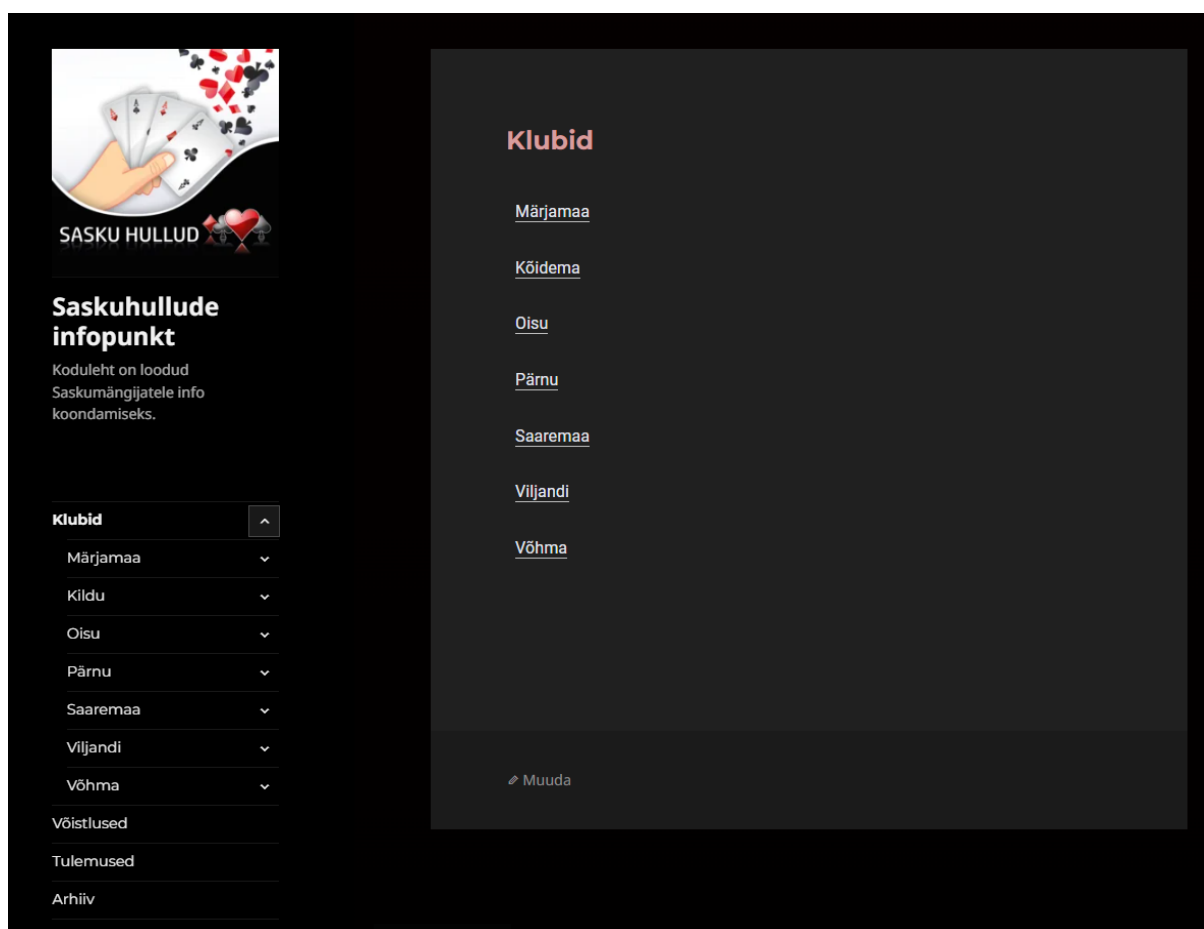 SASKU HULLUD
Saskuhullude
infopunkt
Koduleht on loodud
Saskumängijatele info
koondamiseks.
Klubid
Märjamaa
Kildu
Oisu
Pärnu
Saaremaa
Viljandi
Võhma
Võistlused
Tulemused
Arhiiv
Klubid
Märjamaa
Kõidema
Oisu
Pärnu
Saaremaa
Viljandi
Võhma
Muuda